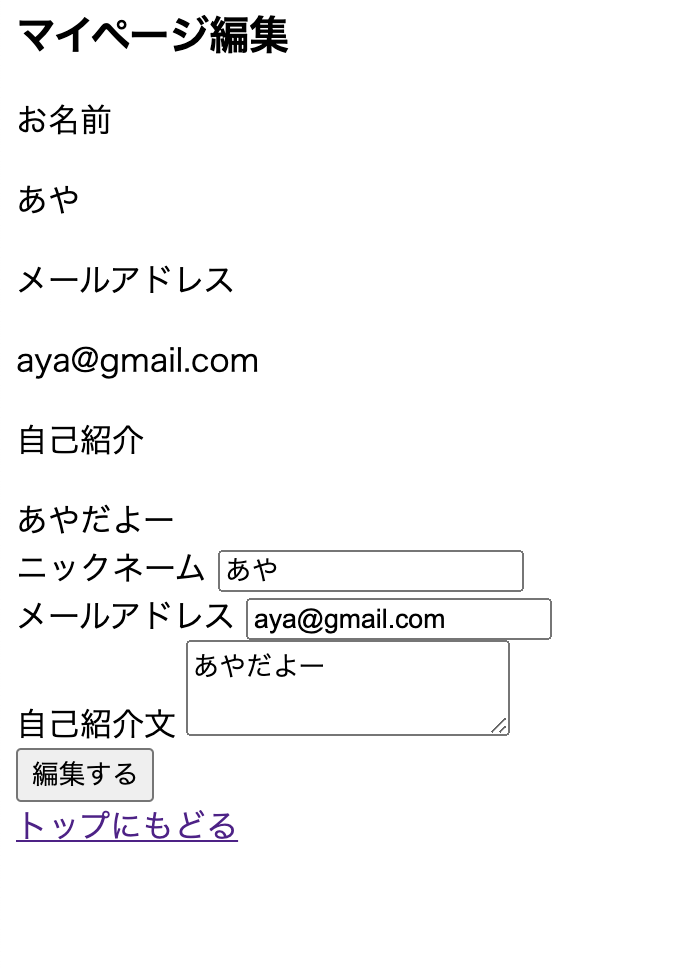 マイページ編集
お名前
あや
メールアドレス
aya@gmail.com
自己紹介
あやだよー
ニックネーム あや
メールアドレス aya@gmail.com
自己紹介文 あやだよー
編集する
トップにもどる